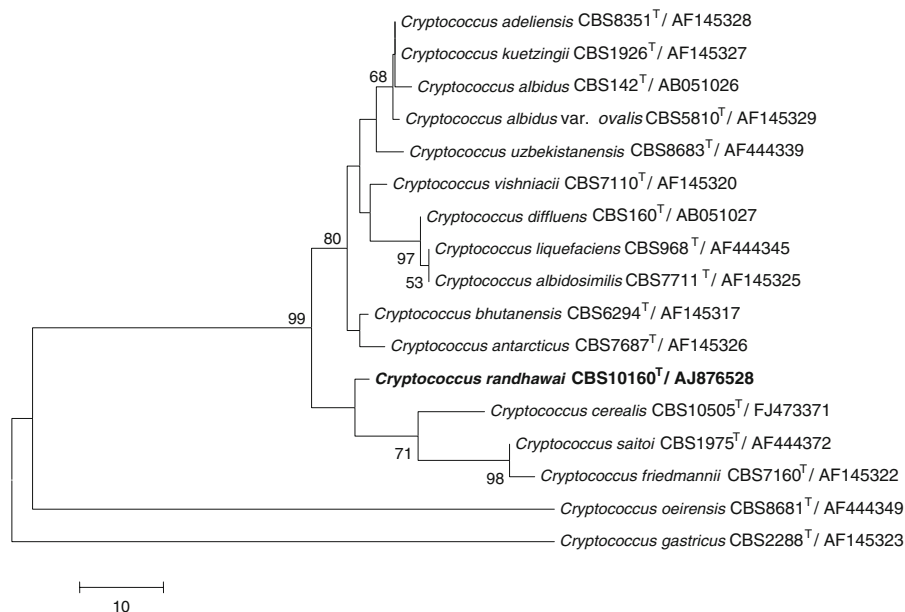 Cryptococcus adeliensis CBS8351T/ AF145328
Cryptococcus kuetzingii CBS1926T/ AF145327
68
Cryptococcus albidus CBS142T/ AB051026
Cryptococcus albidus var. ovalis CBS5810T/ AF145329
Cryptococcus uzbekistanensis CBS8683T/ AF444339
Cryptococcus vishniacii CBS7110T/ AF145320
Cryptococcus diffluens CBS160T/ AB051027
80
Cryptococcus liquefaciens CBS968T/ AF444345
97
Cryptococcus albidosimilis CBS7711 T/ AF145325
53
Cryptococcus bhutanensis CBS6294T/ AF145317
99
Cryptococcus antarcticus CBS7687T/ AF145326
Cryptococcus randhawai CBS10160T/ AJ876528
Cryptococcus cerealis CBS10505T/ FJ473371
Cryptococcus saitoi CBS1975T/ AF444372
71
Cryptococcus friedmannii CBS7160T/ AF145322
98
Cryptococcus oeirensis CBS8681T/ AF444349
Cryptococcus gastricus CBS2288T/ AF145323
10